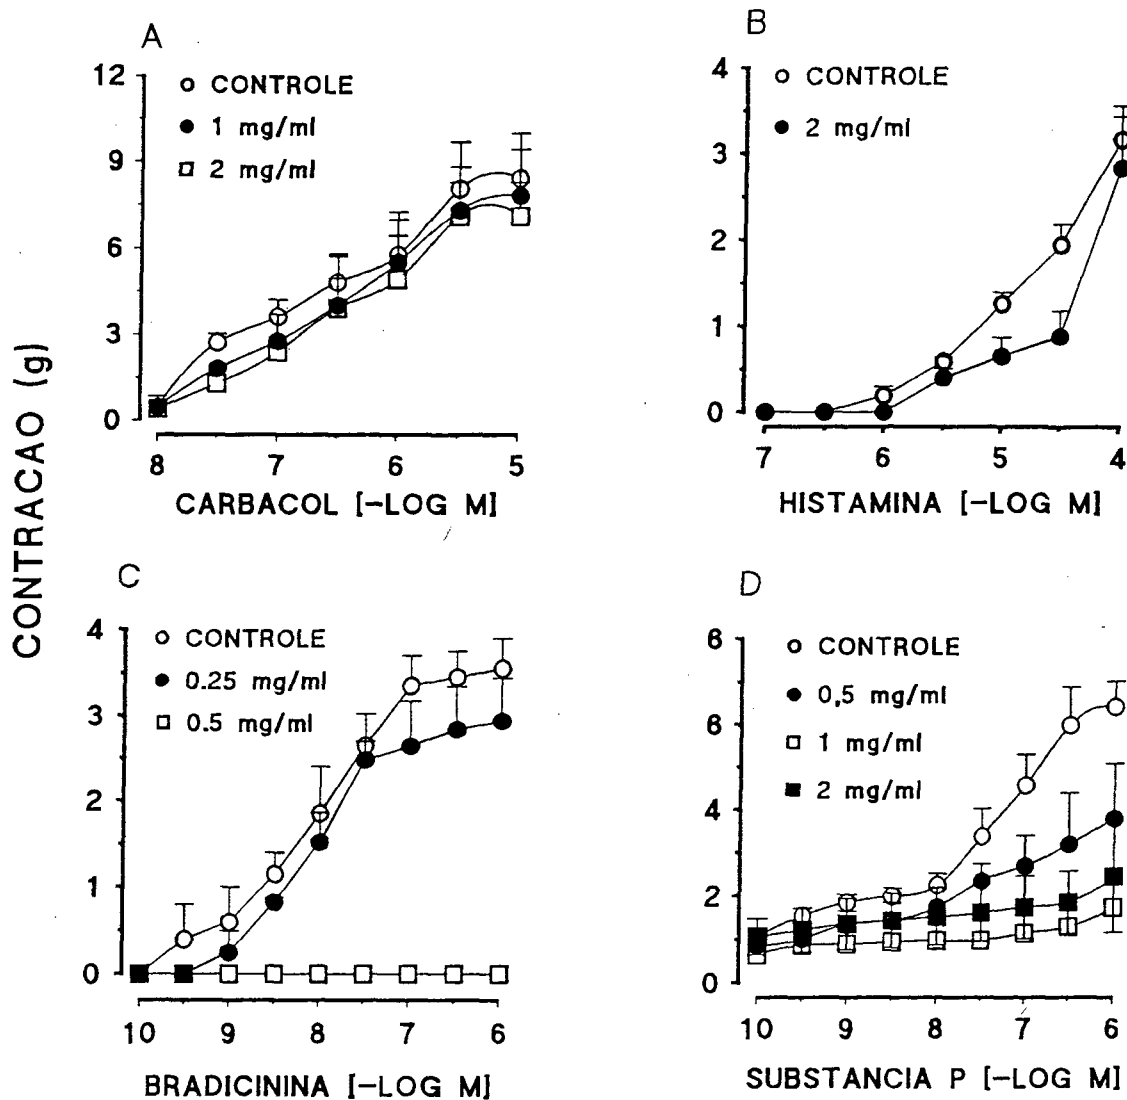 CONTRACAO (g)
A
12
9
6
3
0
CONTROLE
1 mg/ml
2 mg/ml
8 7 6 5
CARBACOL [-LOG M]
B
4
3
2
1
0
CONTROLE
2 mg/ml
7 6 5 4
HISTAMINA [-LOG M]
C
4
3
2
1
0
CONTROLE
0.25 mg/ml
0.5 mg/ml
10 9 8 7 6
BRADICININA [-LOG M]
D
8
6
4
2
0
CONTROLE
0,5 mg/ml
1 mg/ml
2 mg/ml
10 9 8 7 6
SUBSTANCIA P [-LOG M]